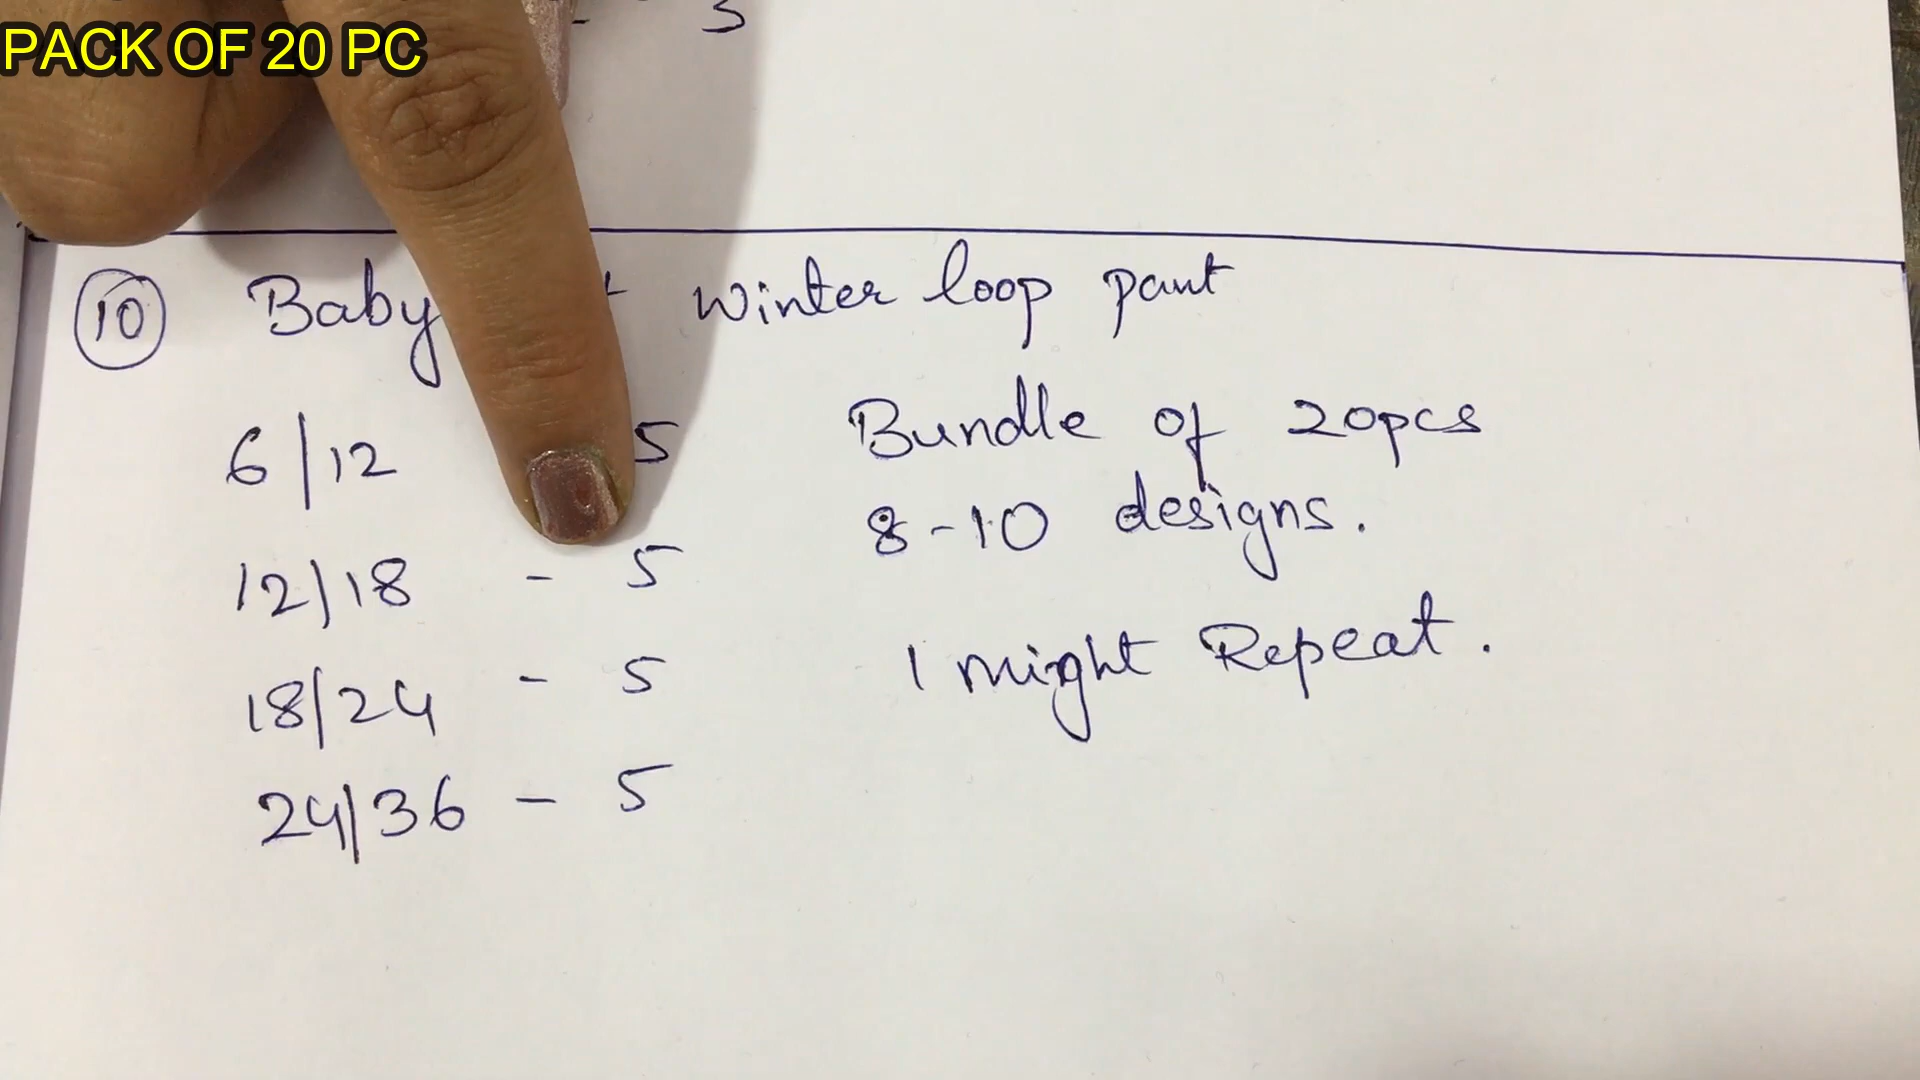 PACK OF 20 PC
- 3
10 Baby winter loop pant
6/12 5
12/18 - 5
18/24 - 5
24/36 - 5
Bundle of 20pcs
8-10 designs.
1 might Repeat.